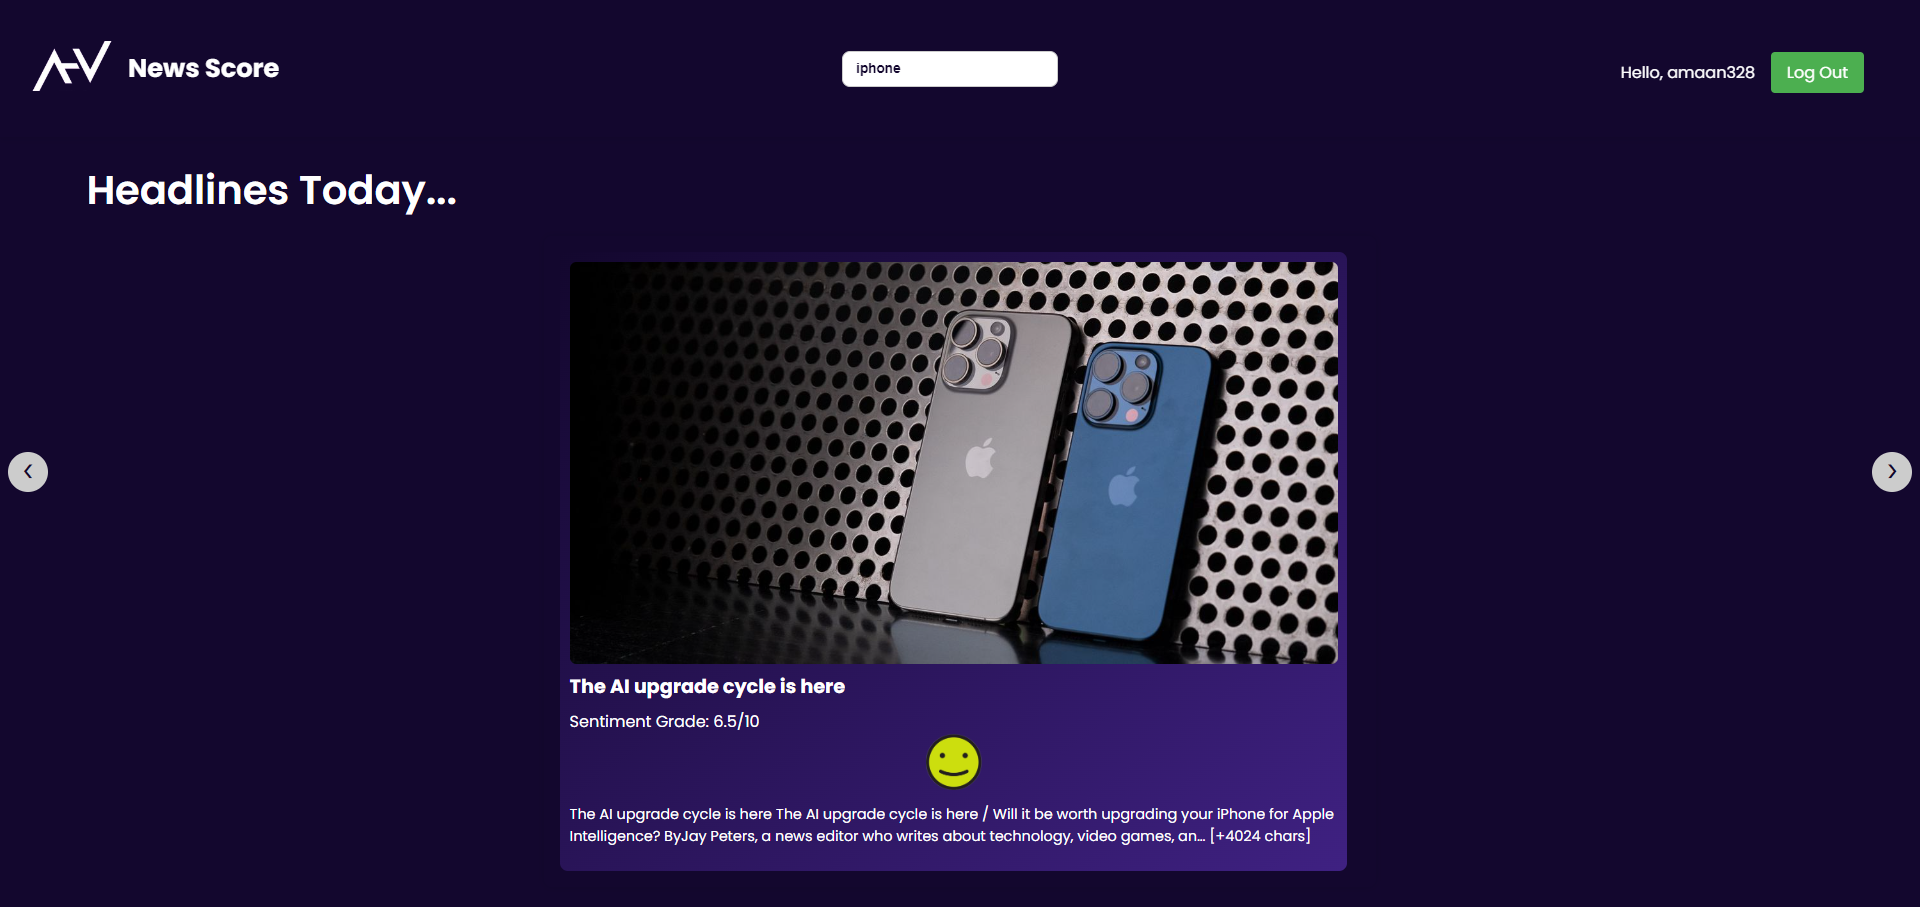 News Score
iphone
Hello, amaan328
Log Out
Headlines Today...
The AI upgrade cycle is here
Sentiment Grade: 6.5/10
The AI upgrade cycle is here The AI upgrade cycle is here / Will it be worth upgrading your iPhone for Apple
Intelligence? ByJay Peters, a news editor who writes about technology, video games, an… [+4024 chars]